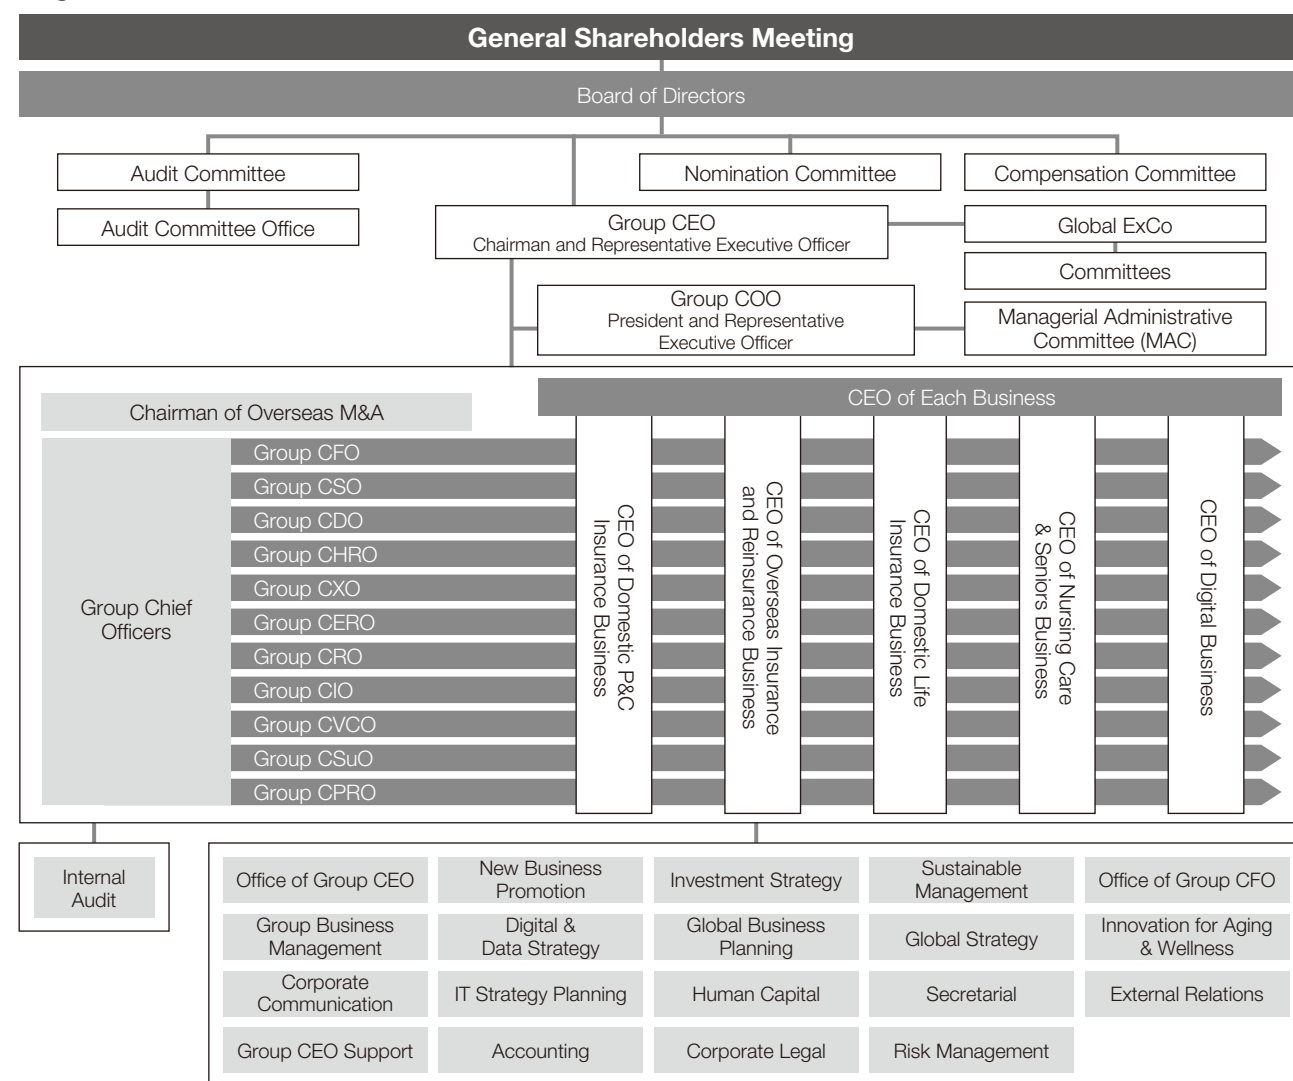 General Shareholders Meeting
Board of Directors
Audit Committee
Nomination Committee
Compensation Committee
Audit Committee Office
Group CEO
Chairman and Representative Executive Officer
Global ExCo
Committees
Group COO
President and Representative
Executive Officer
Managerial Administrative
Committee (MAC)
Chairman of Overseas M&A
CEO of Each Business
Group Chief
Officers
Group CFO
Group CSO
Group CDO
Group CHRO
Group CXO
Group CERO
Group CRO
Group CIO
Group CVCO
Group CSuO
Group CPRO
CEO of Domestic P&C
Insurance Business
CEO of Overseas Insurance
and Reinsurance Business
CEO of Domestic Life
Insurance Business
CEO of Nursing Care
& Seniors Business
CEO of Digital Business
Internal
Audit
Office of Group CEO
New Business
Promotion
Investment Strategy
Sustainable
Management
Office of Group CFO
Group Business
Management
Digital &
Data Strategy
Global Business
Planning
Global Strategy
Innovation for Aging
& Wellness
Corporate
Communication
IT Strategy Planning
Human Capital
Secretarial
External Relations
Group CEO Support
Accounting
Corporate Legal
Risk Management